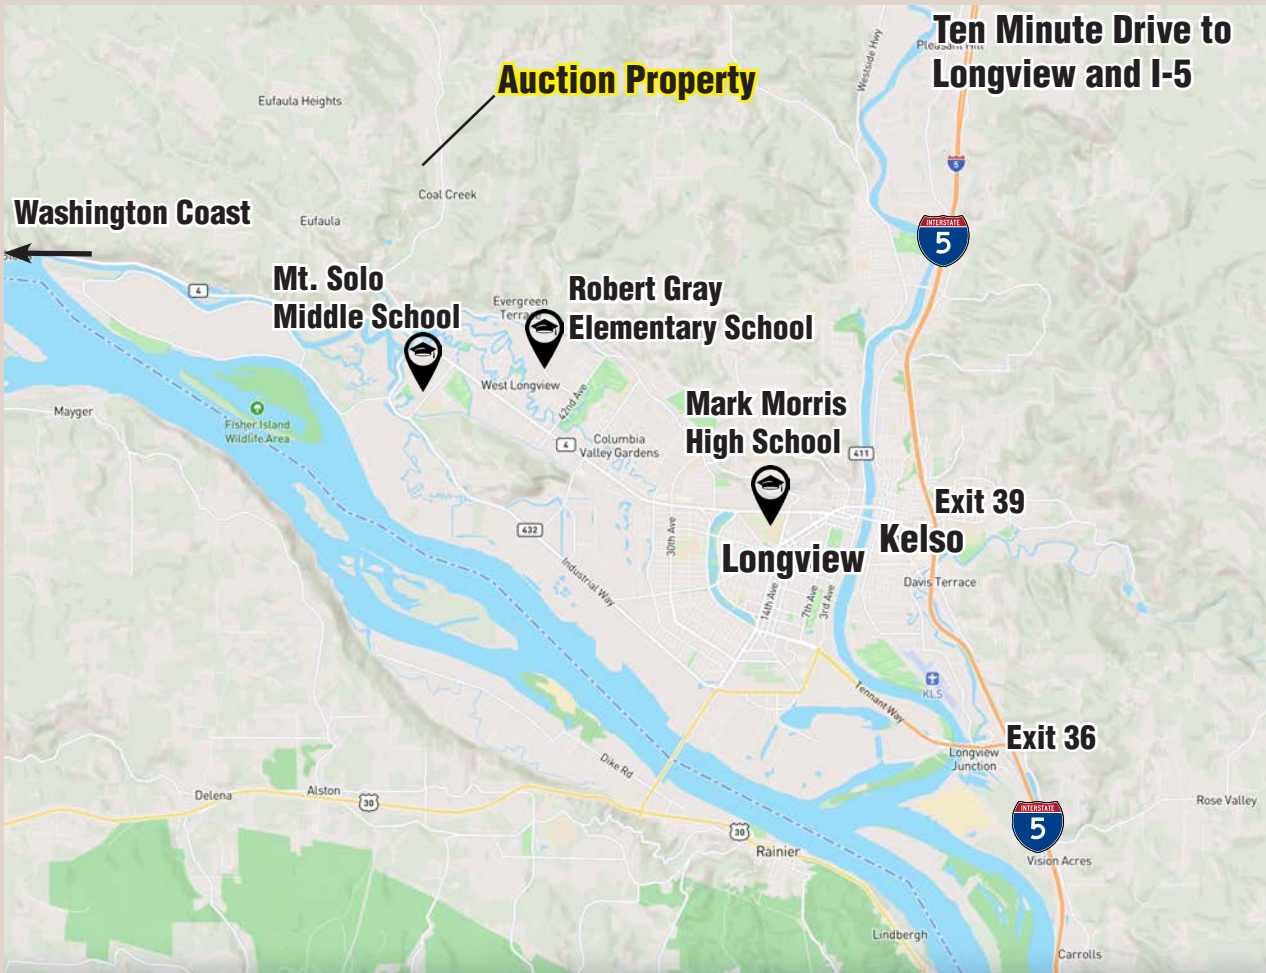 Ten Minute Drive to
Longview and I-5
Pleasant Hill
Westside Hwy
Auction Property
Eufaula Heights
5
Coal Creek
Washington Coast
Eufaula
INTERSTATE
5
4
Mt. Solo
Middle School
Evergreen
Robert Gray
Elementary School
West Longview
42nd Ave
Mayger
Fisher Island
Wildlife Area
Mark Morris
High School
4
Columbia
Valley Gardens
411
Exit 39
Kelso
432
30th Ave
Longview
Industrial Way
14th Ave
7th Ave
3rd Ave
Davis Terrace
KLS
Tennant Way
Exit 36
Longview
Junction
Dike Rd
Delena
Alston
30
Rose Valley
INTERSTATE
5
30
Rainier
Vision Acres
Lindbergh
Carrolls